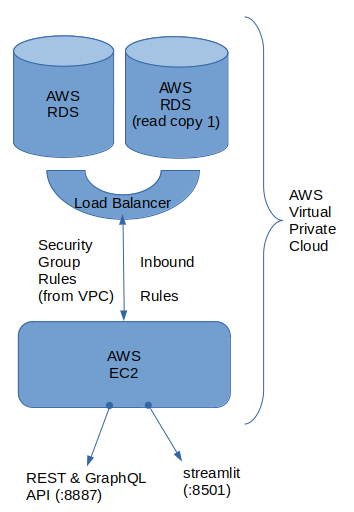 AWS
RDS
AWS
RDS
(read copy 1)
Load Balancer
AWS
Virtual
Private
Cloud
Security
Group
Rules
(from VPC)
Inbound
Rules
AWS
EC2
REST & GraphQL
API (:8887)
streamlit
(:8501)